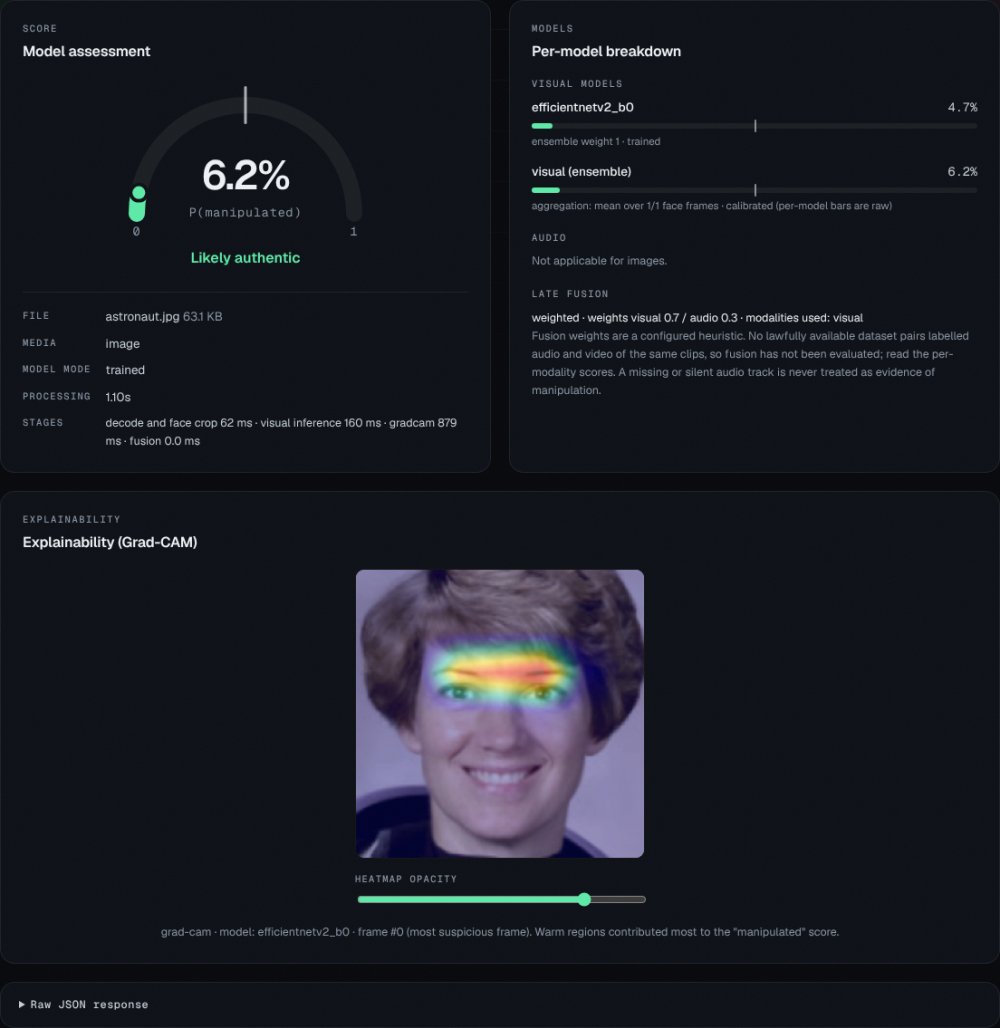 SCORE
Model assessment
6.2%
P(manipulated)
0
1
Likely authentic
FILE
astronaut.jpg 63.1 KB
MEDIA
image
MODEL MODE
trained
PROCESSING
1.10s
STAGES
decode and face crop 62 ms · visual inference 160 ms · gradcam 879
ms · fusion 0.0 ms
MODELS
Per-model breakdown
VISUAL MODELS
efficientnetv2_b0
4.7%
ensemble weight 1 · trained
visual (ensemble)
6.2%
aggregation: mean over 1/1 face frames · calibrated (per-model bars are raw)
AUDIO
Not applicable for images.
LATE FUSION
weighted · weights visual 0.7 / audio 0.3 · modalities used: visual
Fusion weights are a configured heuristic. No lawfully available dataset pairs labelled
audio and video of the same clips, so fusion has not been evaluated; read the per-
modality scores. A missing or silent audio track is never treated as evidence of
manipulation.
EXPLAINABILITY
Explainability (Grad-CAM)
HEATMAP OPACITY
grad-cam · model: efficientnetv2_b0 · frame #0 (most suspicious frame). Warm regions contributed most to the "manipulated" score.
▶ Raw JSON response